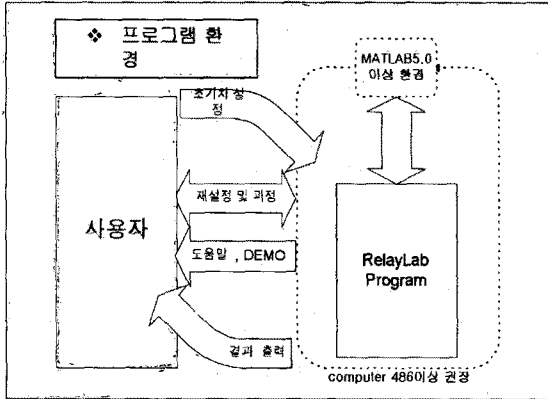 ❖ 프로그램 환
경
MATLAB5.0
이상 환경
초기치 설
정
재설정 및 과정
사용자
도움말 , DEMO
RelayLab
Program
결과 출력
computer 486이상 권장